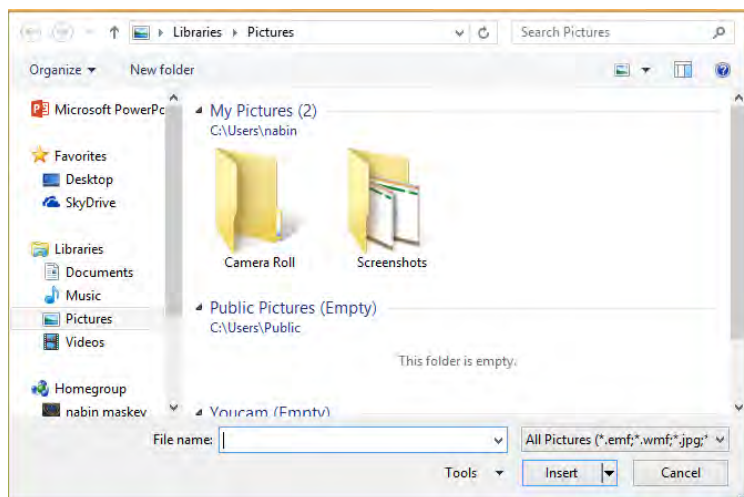 Libraries Pictures
Search Pictures
Organize
New folder
Microsoft PowerPc
My Pictures (2)
C:\Users\nabin
Favorites
Desktop
SkyDrive
Camera Roll
Screenshots
Libraries
Documents
Music
Pictures
Videos
Public Pictures (Empty)
C:\Users\Public
This folder is empty.
Homegroup
nabin maskey
Youcam (Empty)
File name:
All Pictures (*.emf;*.wmf;*.jpg;*
Tools
Insert
Cancel